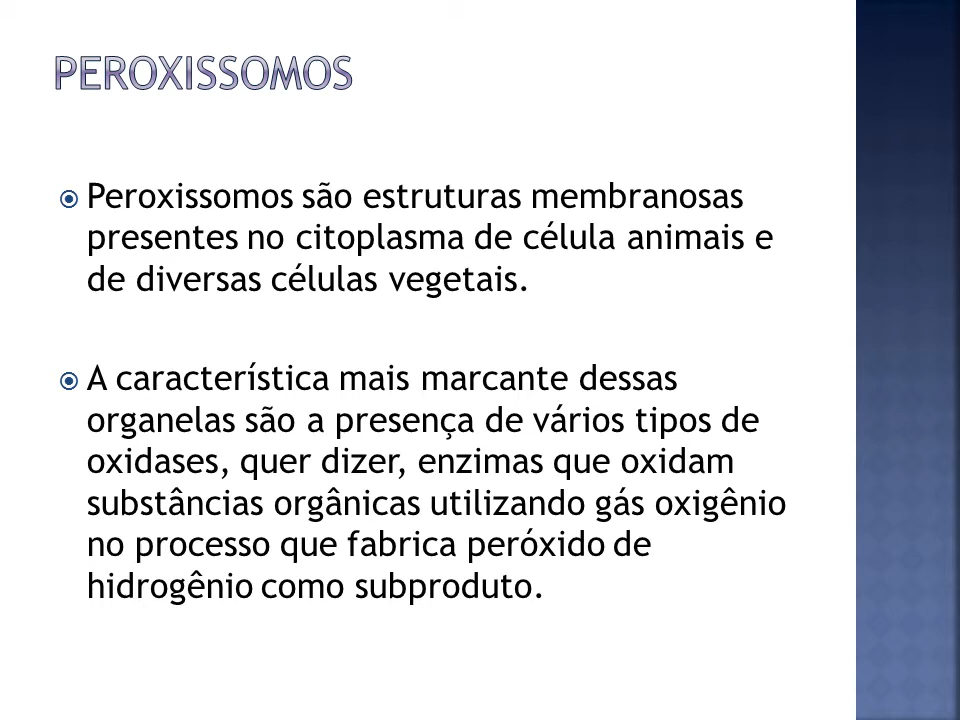 PEROXISSOMOS
Peroxissomos são estruturas membranosas
presentes no citoplasma de célula animais e
de diversas células vegetais.
A característica mais marcante dessas
organelas são a presença de vários tipos de
oxidases, quer dizer, enzimas que oxidam
substâncias orgânicas utilizando gás oxigênio
no processo que fabrica peróxido de
hidrogênio como subproduto.